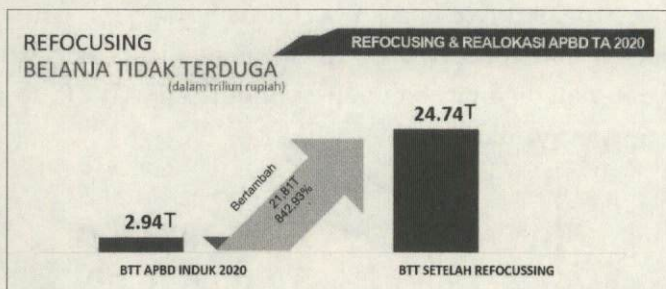 REFOCUSING
BELANJA TIDAK TERDUGA
(dalam triliun rupiah)
REFOCUSING & REALOKASI APBD TA 2020
2.94T
Bertambah
21,81T
842,93%
24.74T
BTT APBD INDUK 2020
BTT SETELAH REFOCUSSING